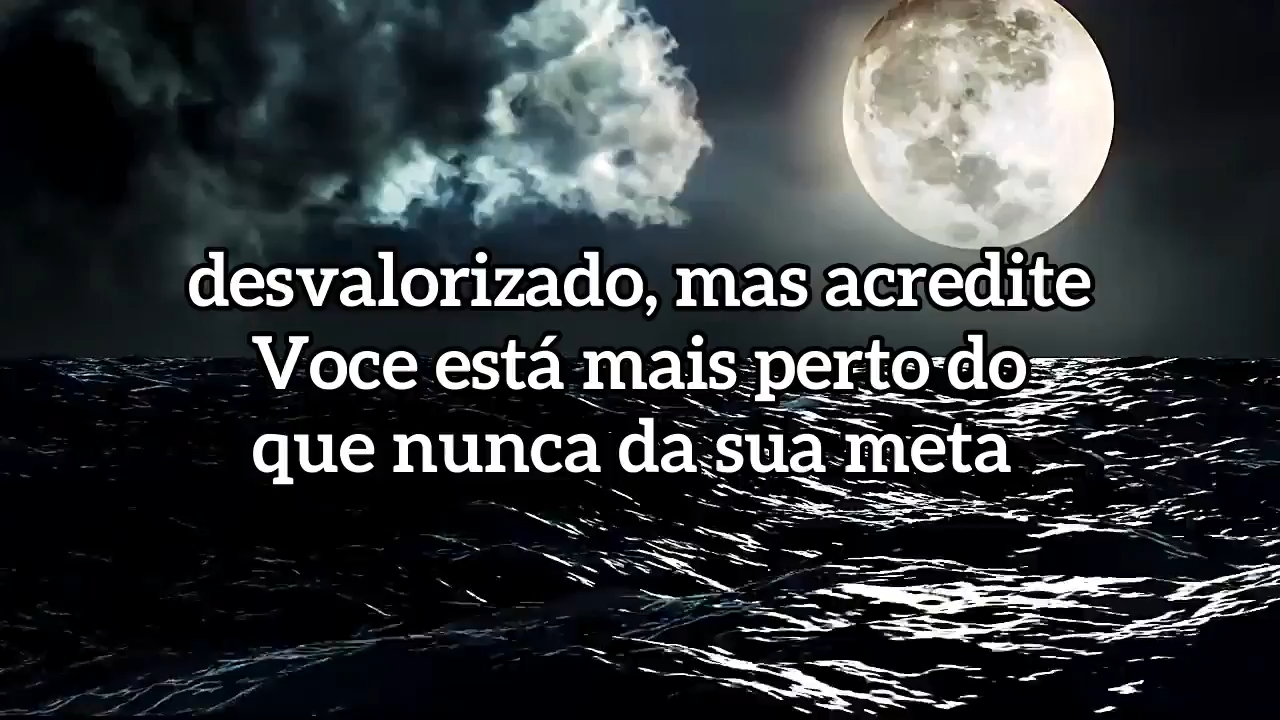 desvalorizado, mas acredite
Voce está mais perto do
que nunca da sua meta